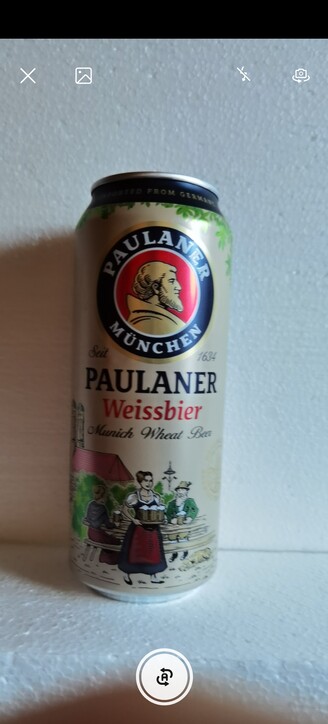 IMPORTED FROM GERMANY
PAULANER
MÜNCHEN
Seit 1634
PAULANER
Weissbier
Munich Wheat Beer